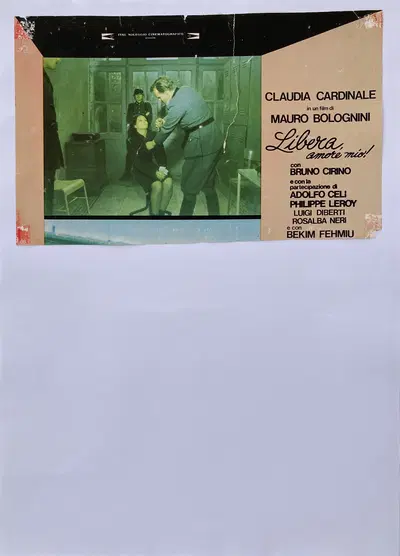 CLAUDIA CARDINALE
in un film di
MAURO BOLOGNINI
Libera,
amore mio!
con
BRUNO CIRINO
e con la
partecipazione di
ADOLFO CELI
PHILIPPE LEROY
LUIGI DIBERTI
ROSALBA NERI
e con
BEKIM FEHMIU